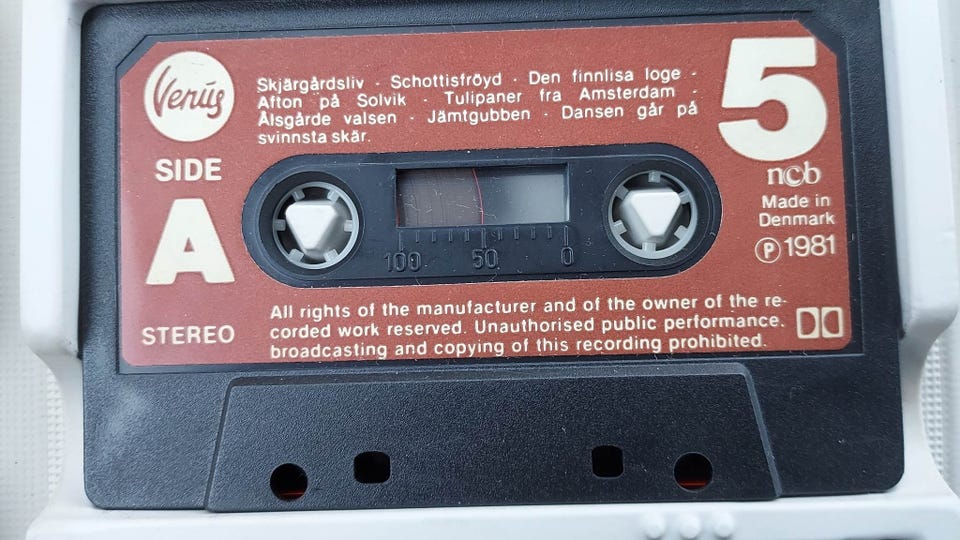 Venús
SIDE
A
STEREO
Skjärgårdsliv · Schottisfröyd · Den finnlisa loge ·
Afton på Solvik · Tulipaner fra Amsterdam ·
Ålsgårde valsen · Jämtgubben · Dansen går på
svinnsta skär.
5
ncb
Made in
Denmark
Ⓟ 1981
100 50 0
All rights of the manufacturer and of the owner of the re-
corded work reserved. Unauthorised public performance.
broadcasting and copying of this recording prohibited.